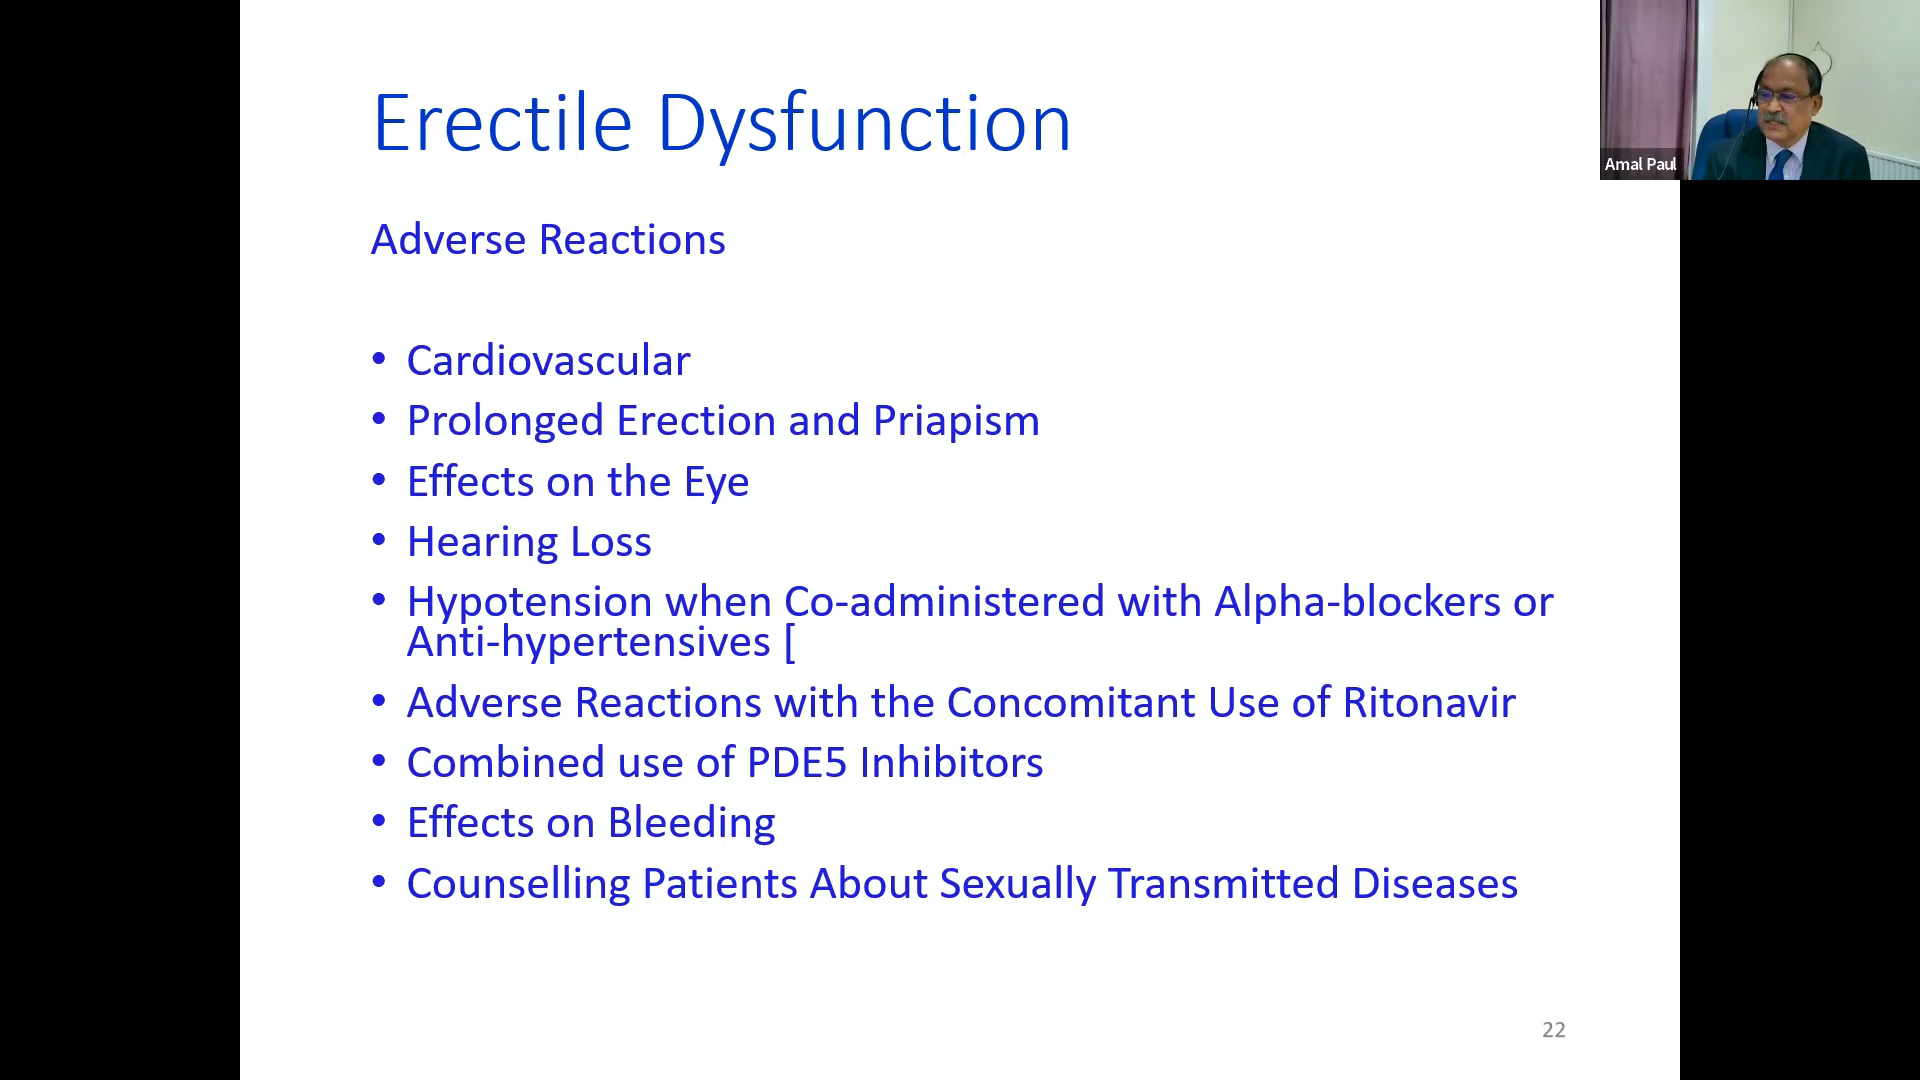 Erectile Dysfunction
Amal Paul
Adverse Reactions
• Cardiovascular
• Prolonged Erection and Priapism
• Effects on the Eye
• Hearing Loss
• Hypotension when Co-administered with Alpha-blockers or
Anti-hypertensives [
• Adverse Reactions with the Concomitant Use of Ritonavir
• Combined use of PDE5 Inhibitors
• Effects on Bleeding
• Counselling Patients About Sexually Transmitted Diseases
22